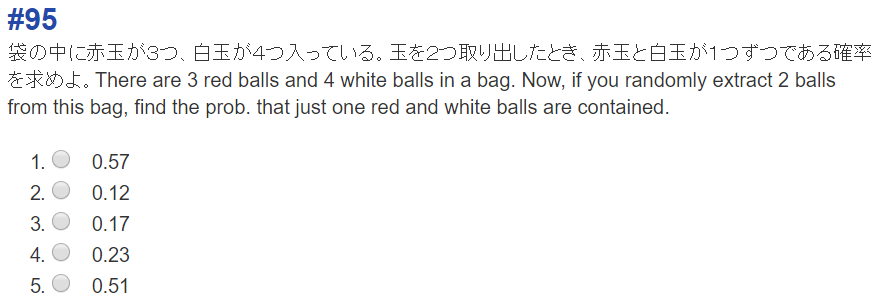 #95
袋の中に赤玉が３つ、白玉が４つ入っている。玉を２つ取り出したとき、赤玉と白玉が１つずつである確率
を求めよ。There are 3 red balls and 4 white balls in a bag. Now, if you randomly extract 2 balls
from this bag, find the prob. that just one red and white balls are contained.
1. 0.57
2. 0.12
3. 0.17
4. 0.23
5. 0.51